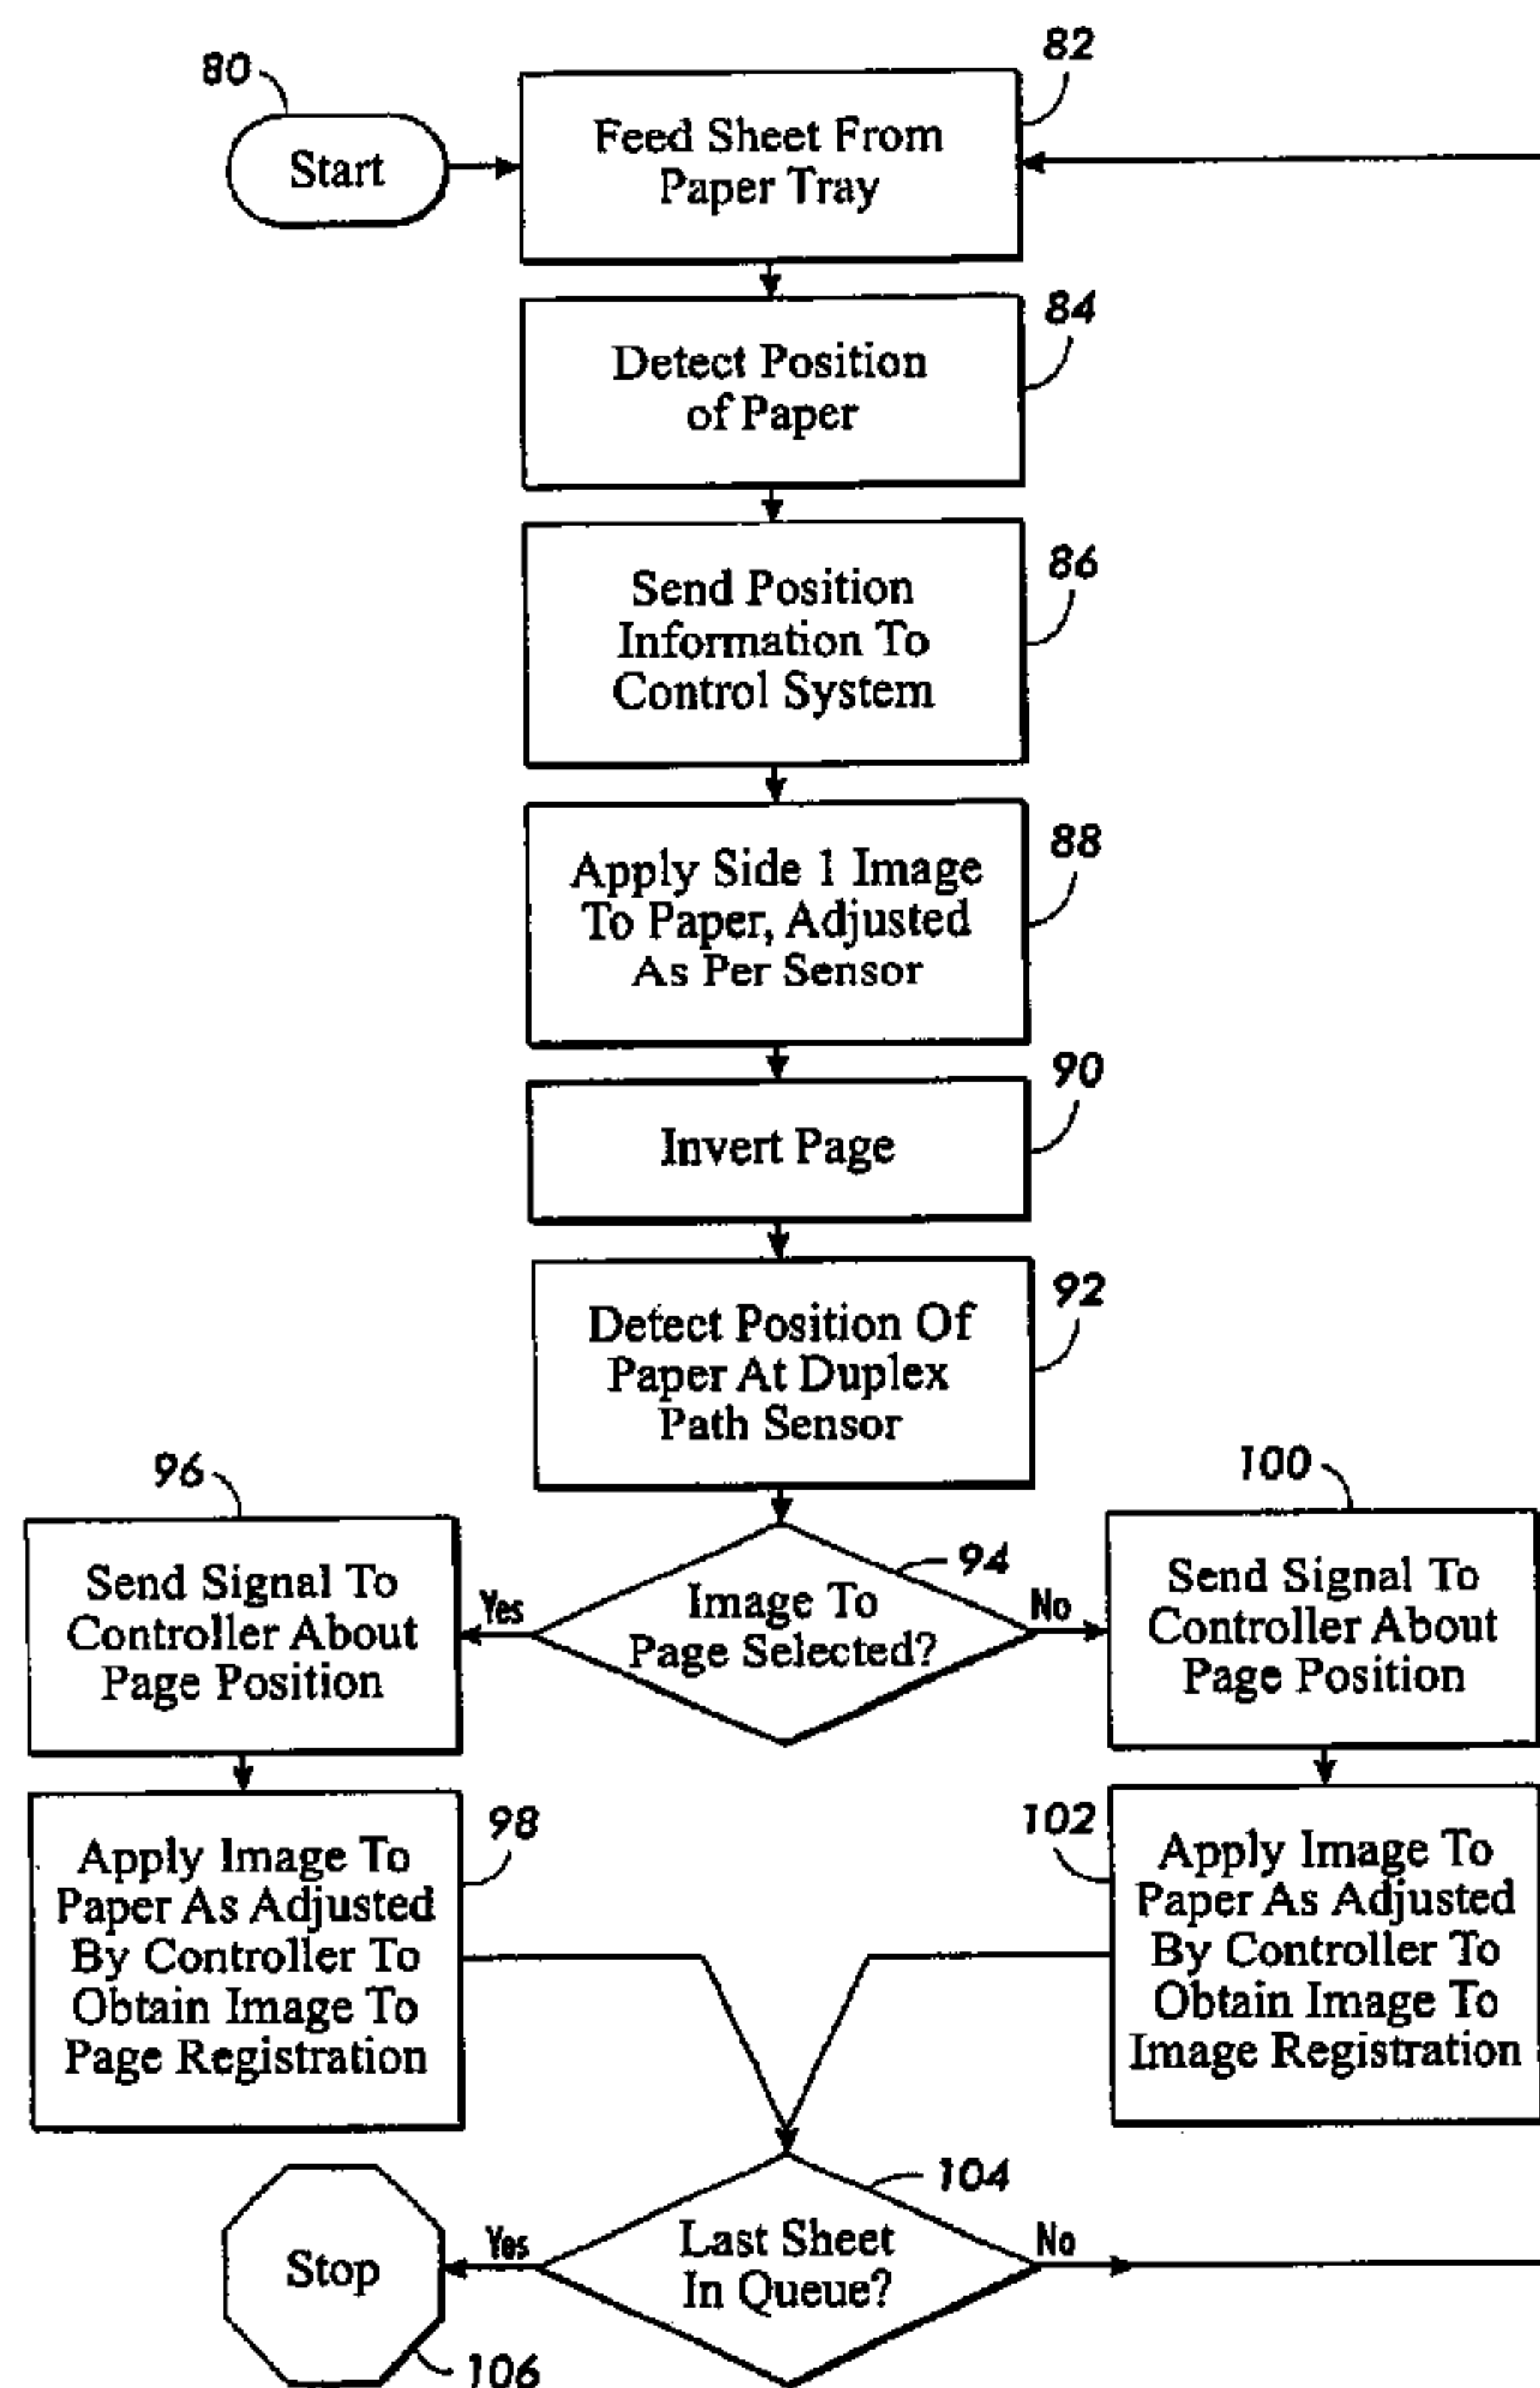 80
Start
82
Feed Sheet From
Paper Tray
84
Detect Position
of Paper
86
Send Position
Information To
Control System
88
Apply Side 1 Image
To Paper, Adjusted
As Per Sensor
90
Invert Page
92
Detect Position Of
Paper At Duplex
Path Sensor
94
Image To
Page Selected?
Yes
No
96
Send Signal To
Controller About
Page Position
98
Apply Image To
Paper As Adjusted
By Controller To
Obtain Image To
Page Registration
100
Send Signal To
Controller About
Page Position
102
Apply Image To
Paper As Adjusted
By Controller To
Obtain Image To
Image Registration
104
Last Sheet
In Queue?
Yes
No
Stop
106